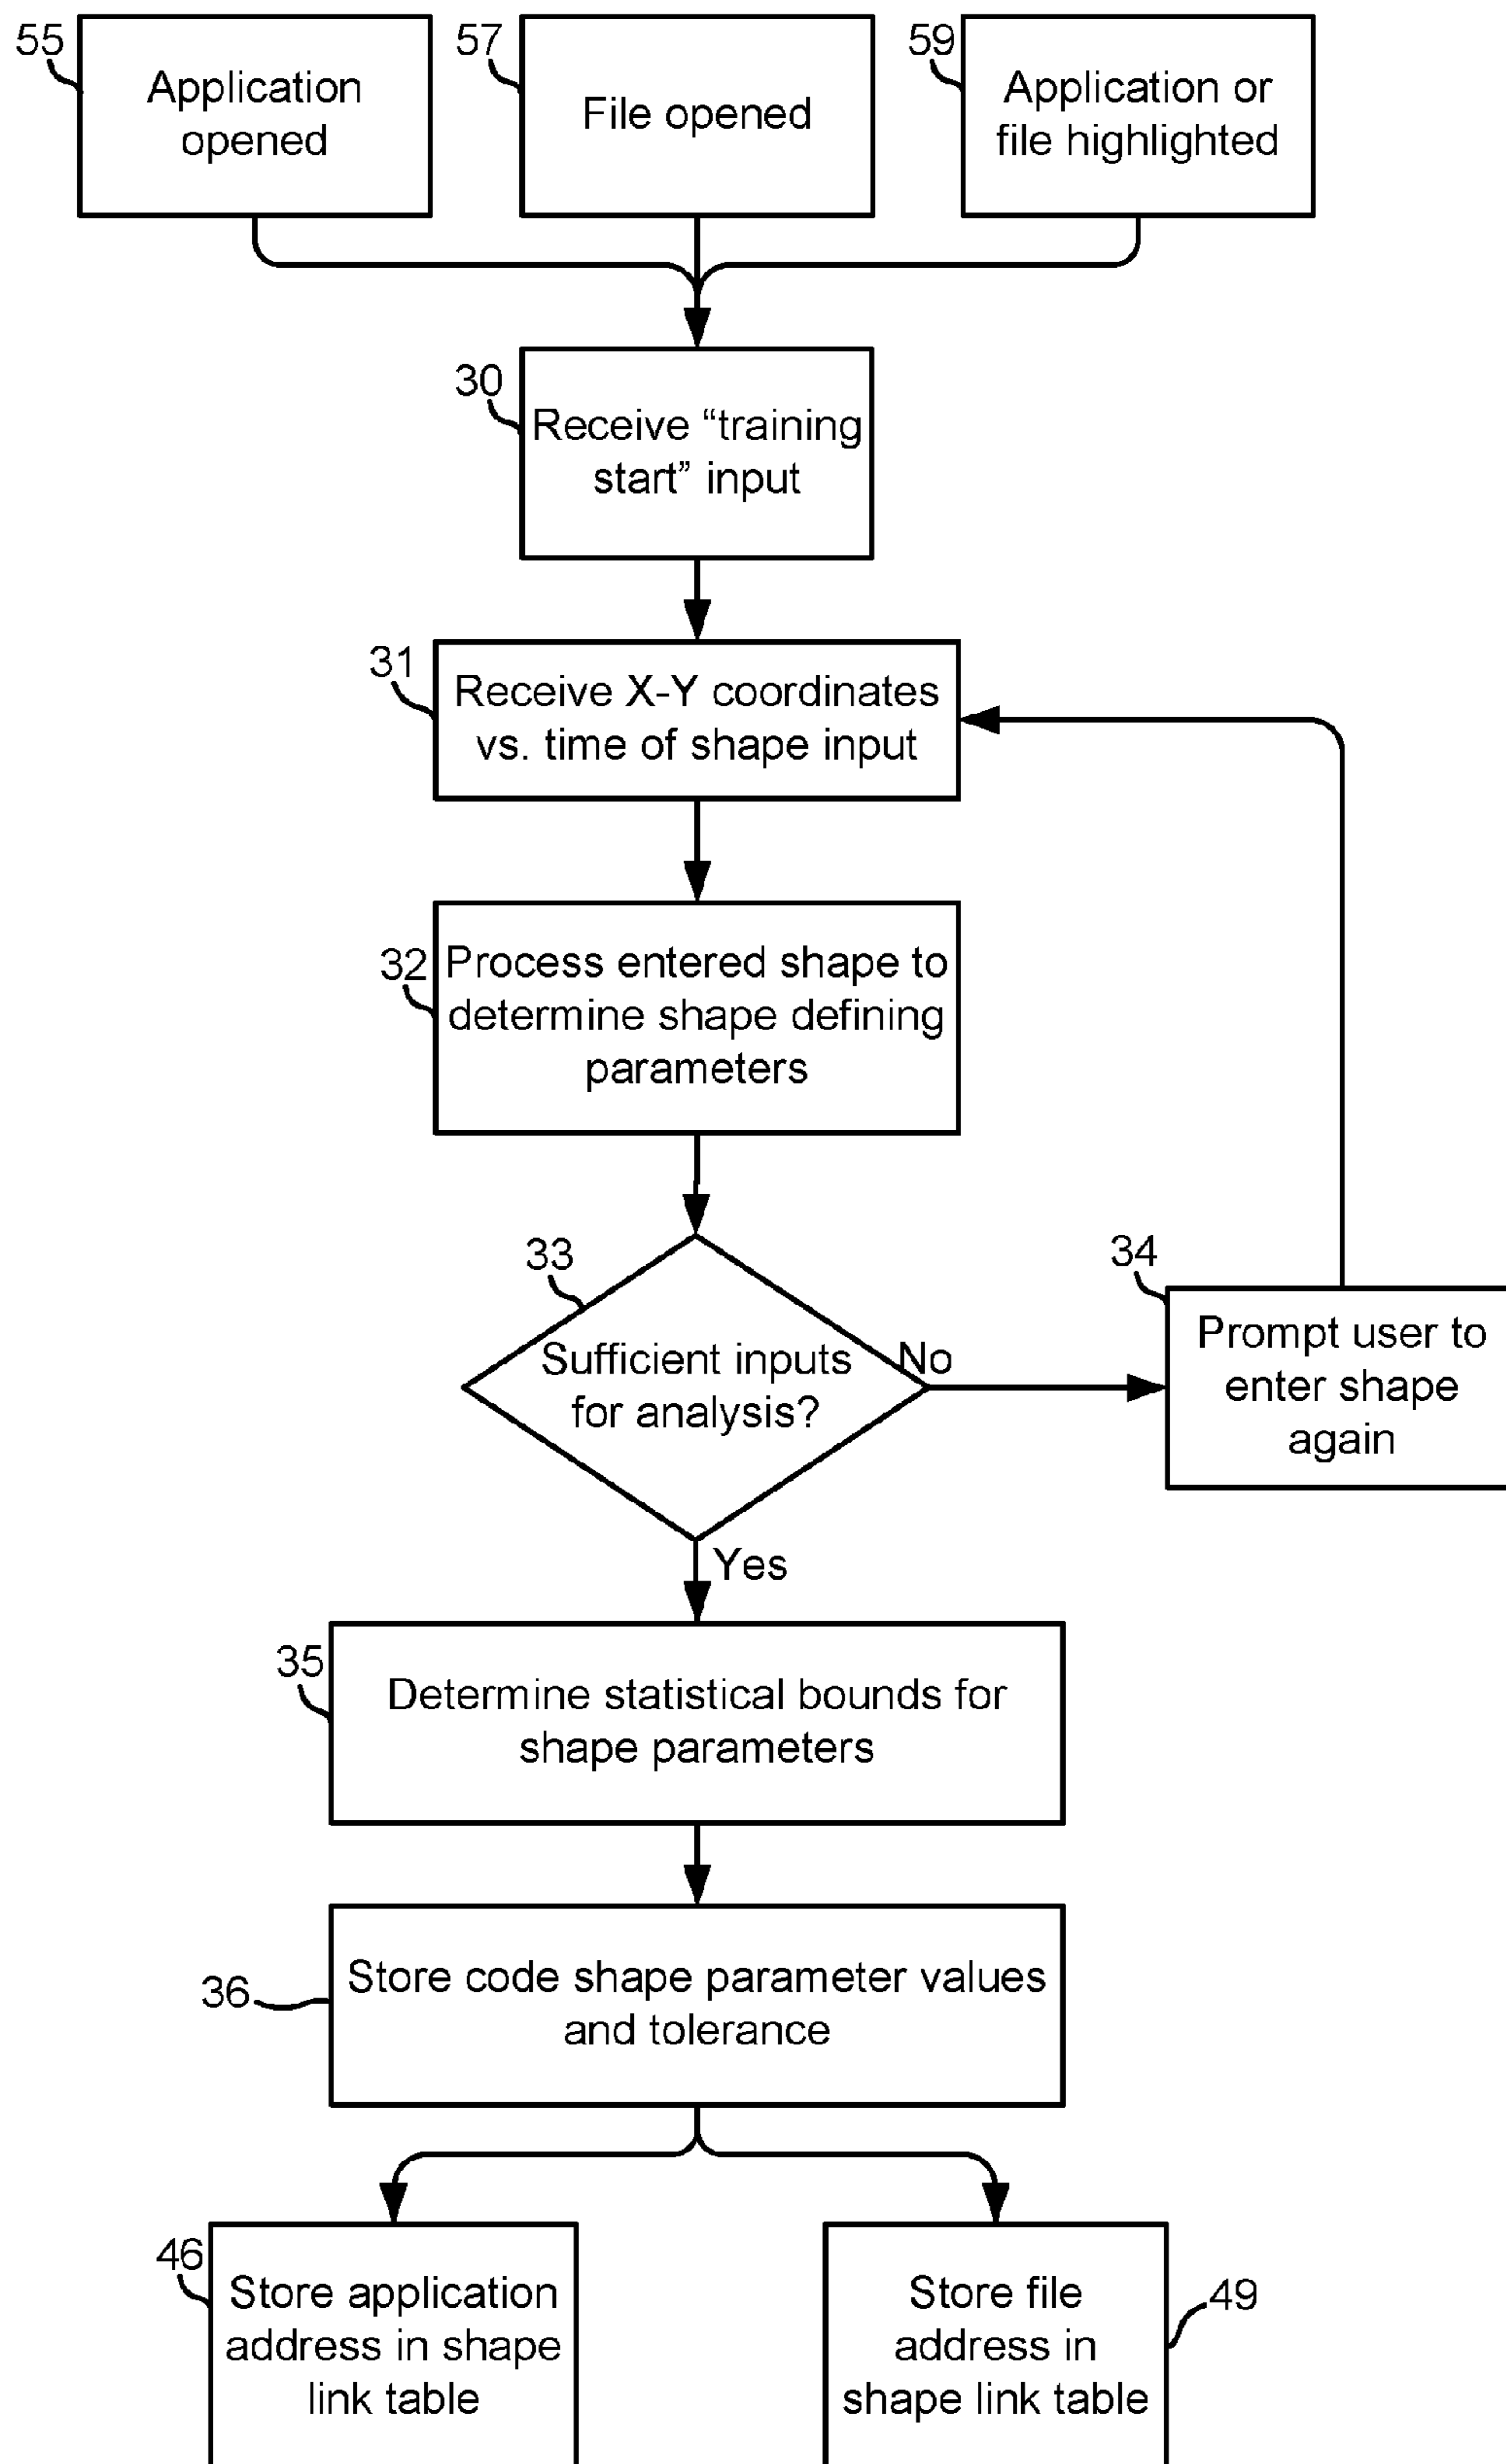 55
Application
opened
57
File opened
59
Application or
file highlighted
30
Receive “training
start” input
31
Receive X-Y coordinates
vs. time of shape input
32
Process entered shape to
determine shape defining
parameters
33
Sufficient inputs
for analysis?
No
34
Prompt user to
enter shape
again
Yes
35
Determine statistical bounds for
shape parameters
36
Store code shape parameter values
and tolerance
46
Store application
address in shape
link table
Store file
address in
shape link table
49